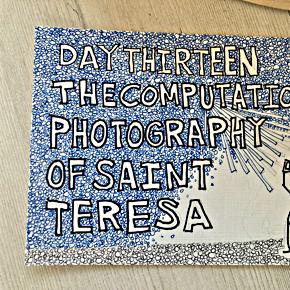 DAY THIRTEEN
THE COMPUTATIO
PHOTOGRAPHY
OF SAINT
TERESA